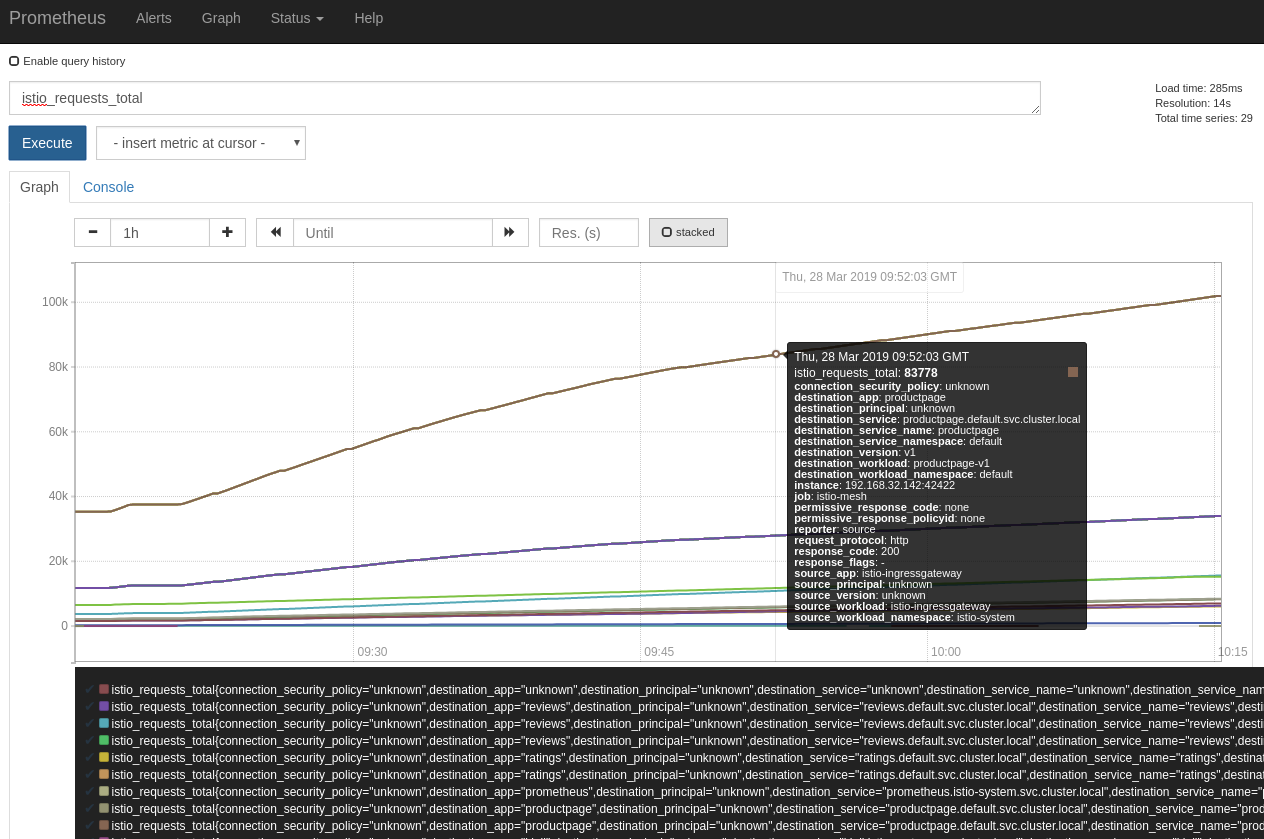 Prometheus Alerts Graph Status Help
Enable query history
istio_requests_total
Load time: 285ms
Resolution: 14s
Total time series: 29
Execute - insert metric at cursor -
Graph Console
1h Until Res. (s) stacked
Thu, 28 Mar 2019 09:52:03 GMT
100k
80k
60k
40k
20k
0
Thu, 28 Mar 2019 09:52:03 GMT
istio_requests_total: 83778
connection_security_policy: unknown
destination_app: productpage
destination_principal: unknown
destination_service: productpage.default.svc.cluster.local
destination_service_name: productpage
destination_service_namespace: default
destination_version: v1
destination_workload: productpage-v1
destination_workload_namespace: default
instance: 192.168.32.142:42422
job: istio-mesh
permissive_response_code: none
permissive_response_policyid: none
reporter: source
request_protocol: http
response_code: 200
response_flags: -
source_app: istio-ingressgateway
source_principal: unknown
source_version: unknown
source_workload: istio-ingressgateway
source_workload_namespace: istio-system
09:30 09:45 10:00 10:15
istio_requests_total{connection_security_policy="unknown",destination_app="unknown",destination_principal="unknown",destination_service="unknown",destination_service_name="unknown",destination_service_nam
istio_requests_total{connection_security_policy="unknown",destination_app="reviews",destination_principal="unknown",destination_service="reviews.default.svc.cluster.local",destination_service_name="reviews",desti
istio_requests_total{connection_security_policy="unknown",destination_app="reviews",destination_principal="unknown",destination_service="reviews.default.svc.cluster.local",destination_service_name="reviews",desti
istio_requests_total{connection_security_policy="unknown",destination_app="reviews",destination_principal="unknown",destination_service="reviews.default.svc.cluster.local",destination_service_name="reviews",desti
istio_requests_total{connection_security_policy="unknown",destination_app="ratings",destination_principal="unknown",destination_service="ratings.default.svc.cluster.local",destination_service_name="ratings",destinat
istio_requests_total{connection_security_policy="unknown",destination_app="ratings",destination_principal="unknown",destination_service="ratings.default.svc.cluster.local",destination_service_name="ratings",destinat
istio_requests_total{connection_security_policy="unknown",destination_app="prometheus",destination_principal="unknown",destination_service="prometheus.istio-system.svc.cluster.local",destination_service_name="p
istio_requests_total{connection_security_policy="unknown",destination_app="productpage",destination_principal="unknown",destination_service="productpage.default.svc.cluster.local",destination_service_name="prod
istio_requests_total{connection_security_policy="unknown",destination_app="productpage",destination_principal="unknown",destination_service="productpage.default.svc.cluster.local",destination_service_name="prod